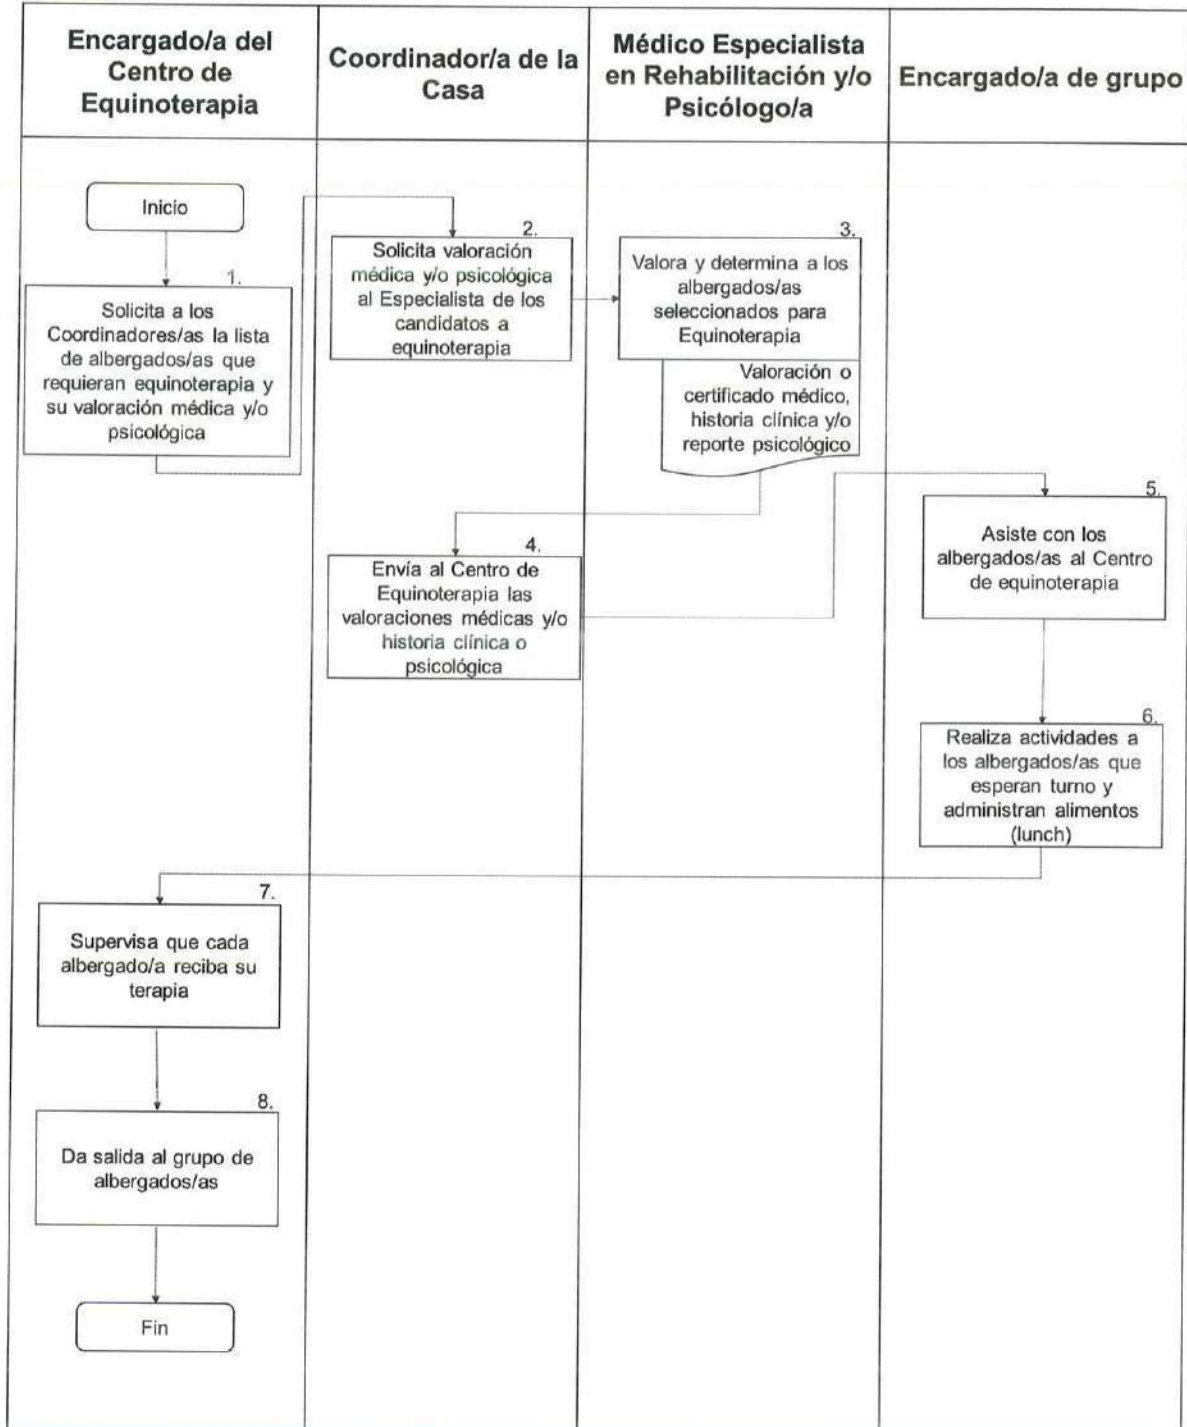 Encargado/a del
Centro de
Equinoterapia
Coordinador/a de la
Casa
Médico Especialista
en Rehabilitación y/o
Psicólogo/a
Encargado/a de grupo
Inicio
1.
Solicita a los
Coordinadores/as la lista
de albergados/as que
requieran equinoterapia y
su valoración médica y/o
psicológica
2.
Solicita valoración
médica y/o psicológica
al Especialista de los
candidatos a
equinoterapia
3.
Valora y determina a los
albergados/as
seleccionados para
Equinoterapia
Valoración o
certificado médico,
historia clínica y/o
reporte psicológico
4.
Envía al Centro de
Equinoterapia las
valoraciones médicas y/o
historia clínica o
psicológica
5.
Asiste con los
albergados/as al Centro
de equinoterapia
6.
Realiza actividades a
los albergados/as que
esperan turno y
administran alimentos
(lunch)
7.
Supervisa que cada
albergado/a reciba su
terapia
8.
Da salida al grupo de
albergados/as
Fin